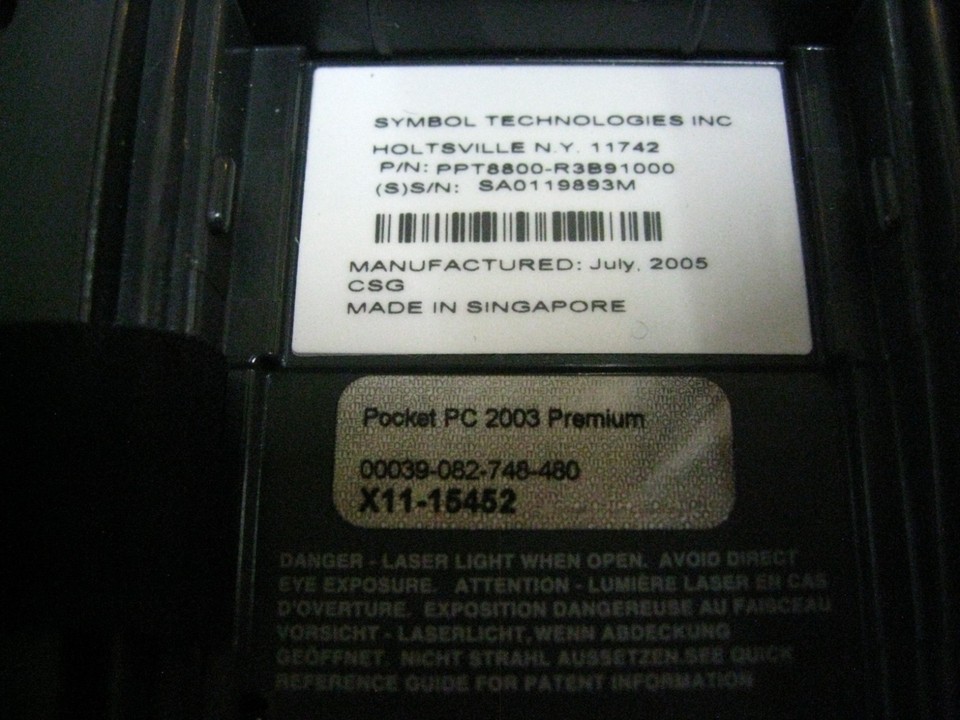 SYMBOL TECHNOLOGIES INC
HOLTSVILLE N.Y. 11742
P/N: PPT8800-R3B91000
(S)S/N: SA0119893M
MANUFACTURED: July, 2005
CSG
MADE IN SINGAPORE
Pocket PC 2003 Premium
00039-082-748-480
X11-15452
DANGER - LASER LIGHT WHEN OPEN. AVOID DIRECT
EYE EXPOSURE. ATTENTION - LUMIÈRE LASER EN CAS
D'OVERTURE. EXPOSITION DANGEREUSE AU FAISCEAU
VORSICHT - LASERLICHT, WENN ABDECKUNG
GEÖFFNET. NICHT STRAHL AUSSETZEN.SEE QUICK
REFERENCE GUIDE FOR PATENT INFORMATION